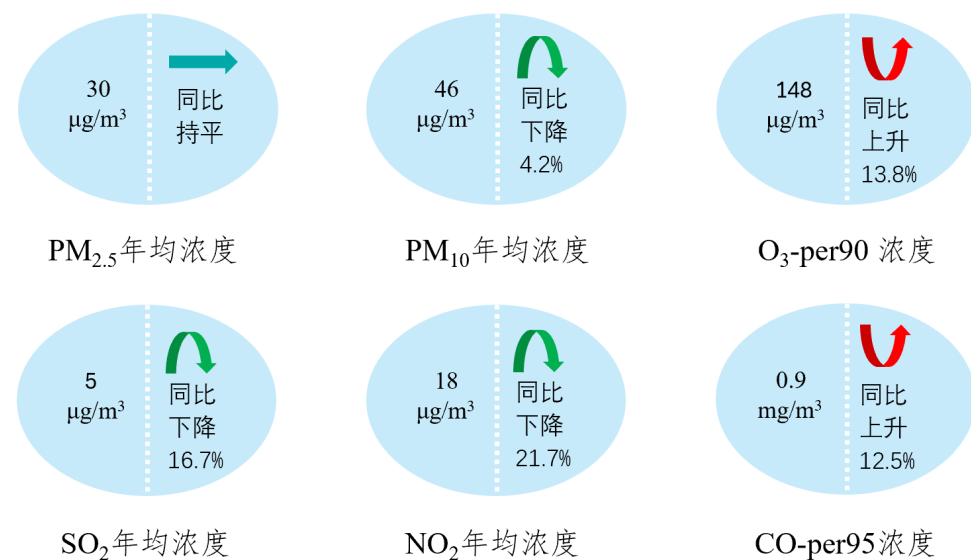 30
μg/m³
同比
持平
PM₂.₅年均浓度
46
μg/m³
同比
下降
4.2%
PM₁₀年均浓度
148
μg/m³
同比
上升
13.8%
O₃-per90 浓度
5
μg/m³
同比
下降
16.7%
SO₂年均浓度
18
μg/m³
同比
下降
21.7%
NO₂年均浓度
0.9
mg/m³
同比
上升
12.5%
CO-per95浓度